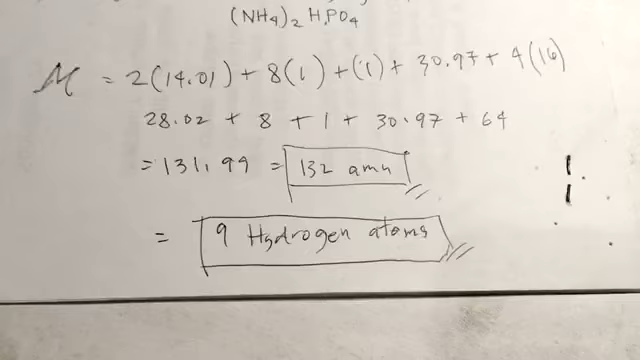 (NH4)2 HPO4
M = 2(14.01) + 8(1) + (1) + 30.97 + 4(16)
28.02 + 8 + 1 + 30.97 + 64
= 131.99 = 132 amu
= 9 Hydrogen atoms